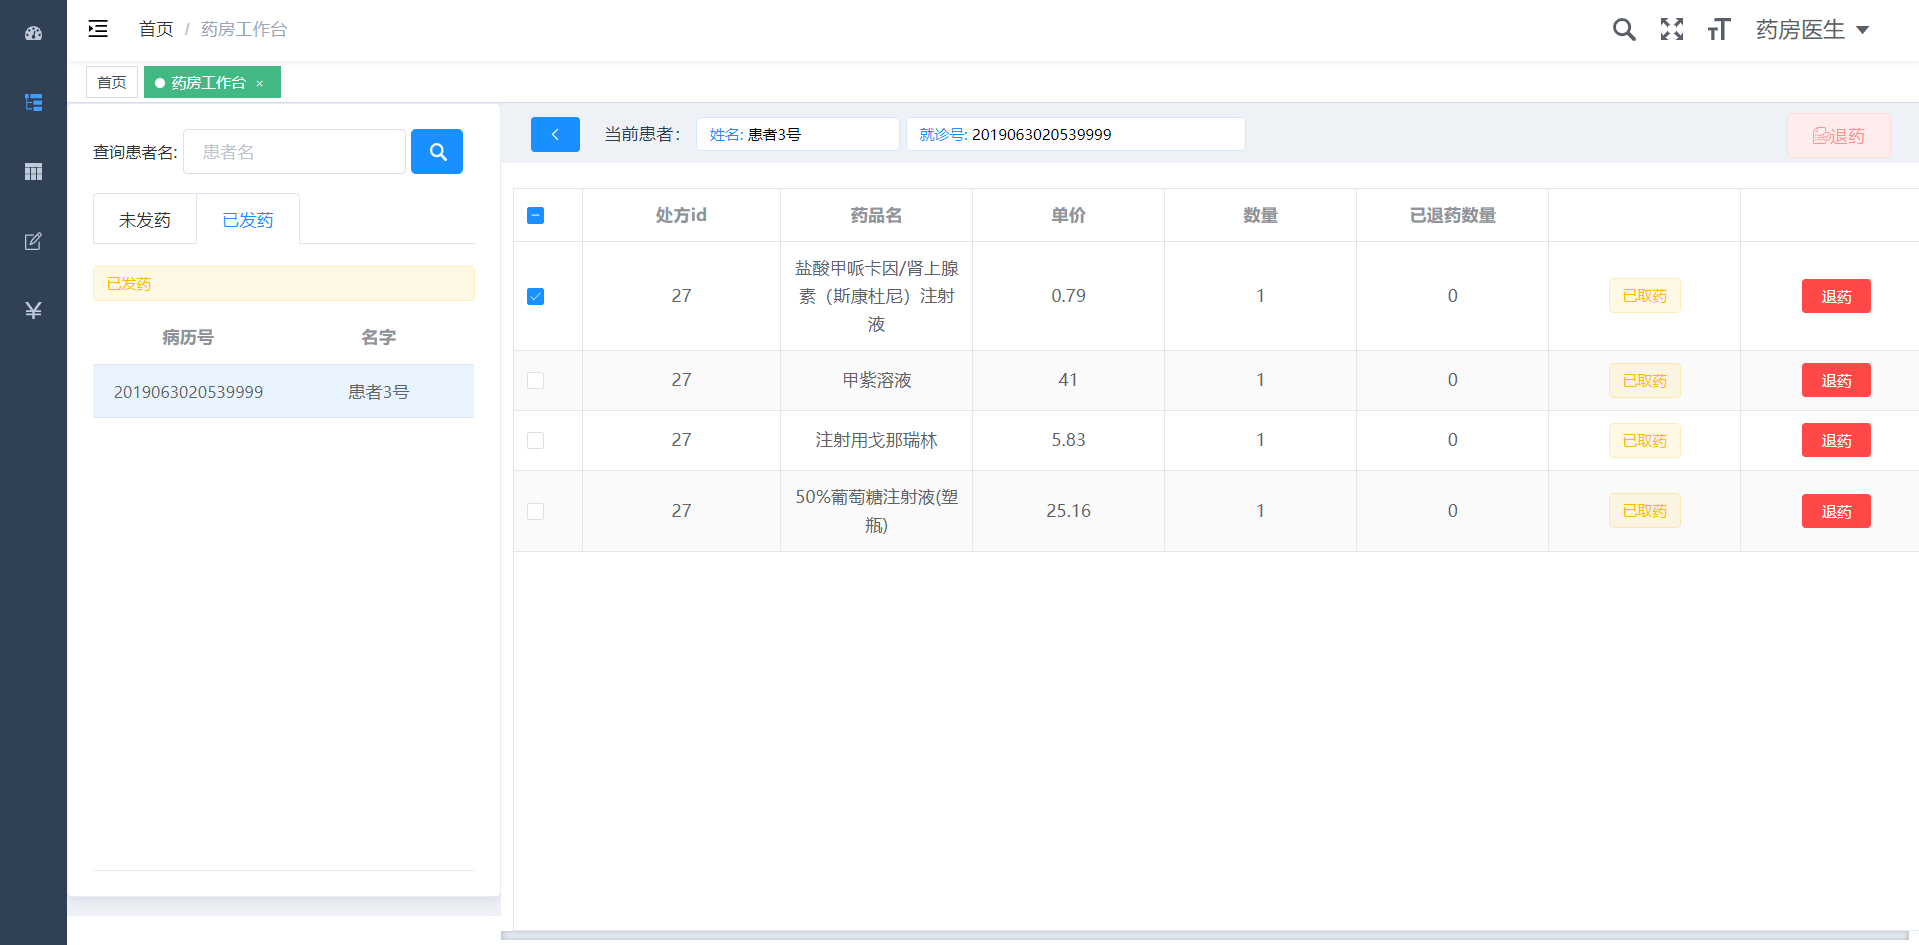 首页 / 药房工作台
药房医生
首页
药房工作台 ×
查询患者名: 患者名
未发药 已发药
已发药
病历号 名字
2019063020539999 患者3号
当前患者： 姓名: 患者3号 就诊号: 2019063020539999 退药
处方id 药品名 单价 数量 已退药数量
27 盐酸甲哌卡因/肾上腺
素（斯康杜尼）注射
液 0.79 1 0 已取药 退药
27 甲紫溶液 41 1 0 已取药 退药
27 注射用戈那瑞林 5.83 1 0 已取药 退药
27 50%葡萄糖注射液(塑
瓶) 25.16 1 0 已取药 退药